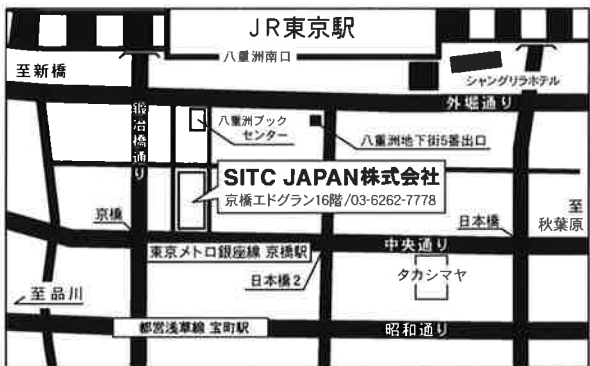 JR東京駅
八重洲南口
至新橋
シャングリラホテル
外堀通り
鍛冶橋通り
八重洲ブック
センター
八重洲地下街5番出口
SITC JAPAN株式会社
京橋エドグラン16階/03-6262-7778
京橋
日本橋
至
秋葉原
東京メトロ銀座線 京橋駅
中央通り
日本橋2
タカシマヤ
至品川
都営浅草線 宝町駅
昭和通り